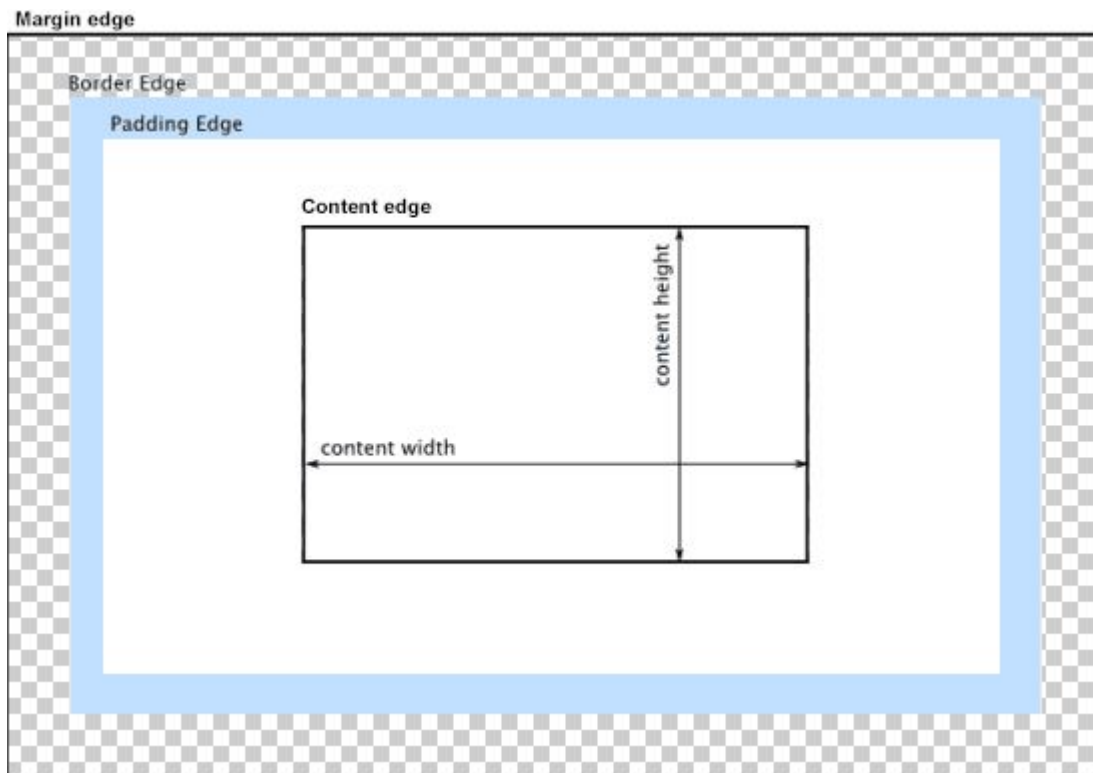 Margin edge
Border Edge
Padding Edge
Content edge
content height
content width